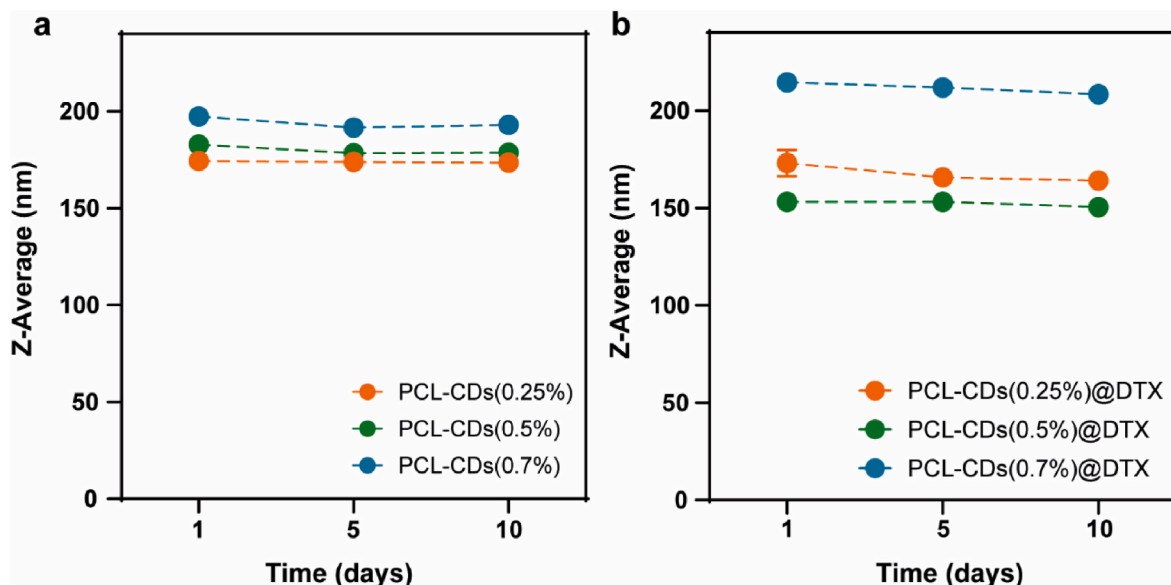 a
Z-Average (nm)
200
150
100
50
0
PCL-CDs(0.25%)
PCL-CDs(0.5%)
PCL-CDs(0.7%)
1 5 10
Time (days)
b
Z-Average (nm)
200
150
100
50
0
PCL-CDs(0.25%)@DTX
PCL-CDs(0.5%)@DTX
PCL-CDs(0.7%)@DTX
1 5 10
Time (days)